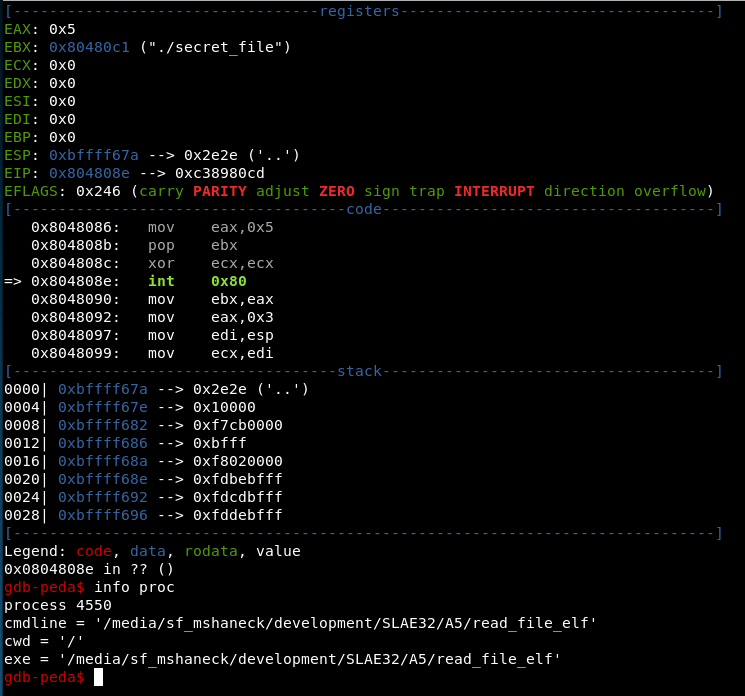 [----------------------------------registers-----------------------------------]
EAX: 0x5
EBX: 0x80480c1 ("./secret_file")
ECX: 0x0
EDX: 0x0
ESI: 0x0
EDI: 0x0
EBP: 0x0
ESP: 0xbffff67a --> 0x2e2e ('..')
EIP: 0x804808e --> 0xc38980cd
EFLAGS: 0x246 (carry PARITY adjust ZERO sign trap INTERRUPT direction overflow)
[-------------------------------------code-------------------------------------]
   0x8048086:	mov    eax,0x5
   0x804808b:	pop    ebx
   0x804808c:	xor    ecx,ecx
=> 0x804808e:	int    0x80
   0x8048090:	mov    ebx,eax
   0x8048092:	mov    eax,0x3
   0x8048097:	mov    edi,esp
   0x8048099:	mov    ecx,edi
[------------------------------------stack-------------------------------------]
0000| 0xbffff67a --> 0x2e2e ('..')
0004| 0xbffff67e --> 0x10000
0008| 0xbffff682 --> 0xf7cb0000
0012| 0xbffff686 --> 0xbfff
0016| 0xbffff68a --> 0xf8020000
0020| 0xbffff68e --> 0xfdbebfff
0024| 0xbffff692 --> 0xfdcdbfff
0028| 0xbffff696 --> 0xfddebfff
[------------------------------------------------------------------------------]
Legend: code, data, rodata, value
0x0804808e in ?? ()
gdb-peda$ info proc
process 4550
cmdline = '/media/sf_mshaneck/development/SLAE32/A5/read_file_elf'
cwd = '/'
exe = '/media/sf_mshaneck/development/SLAE32/A5/read_file_elf'
gdb-peda$